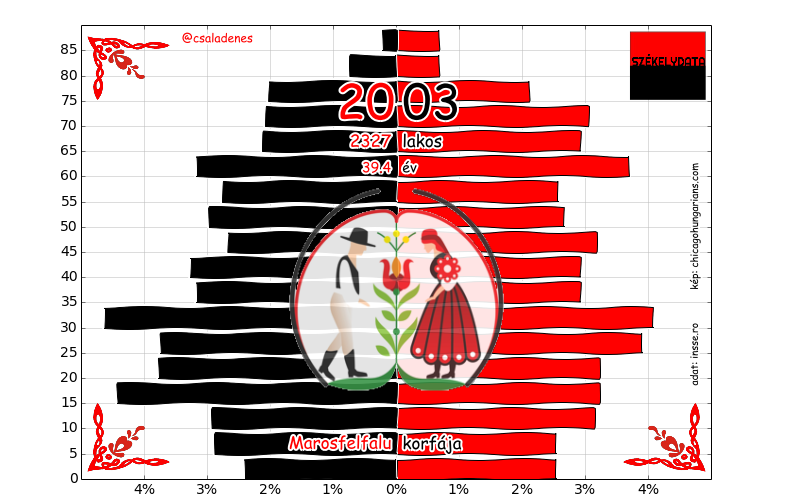 @csaladenes
SZÉKELYDATA
2003
2327 lakos
39.4 év
kép: chicagohungarians.com
adat: insse.ro
Marosfelfalu korfája
85
80
75
70
65
60
55
50
45
40
35
30
25
20
15
10
5
0
4% 3% 2% 1% 0% 1% 2% 3% 4%